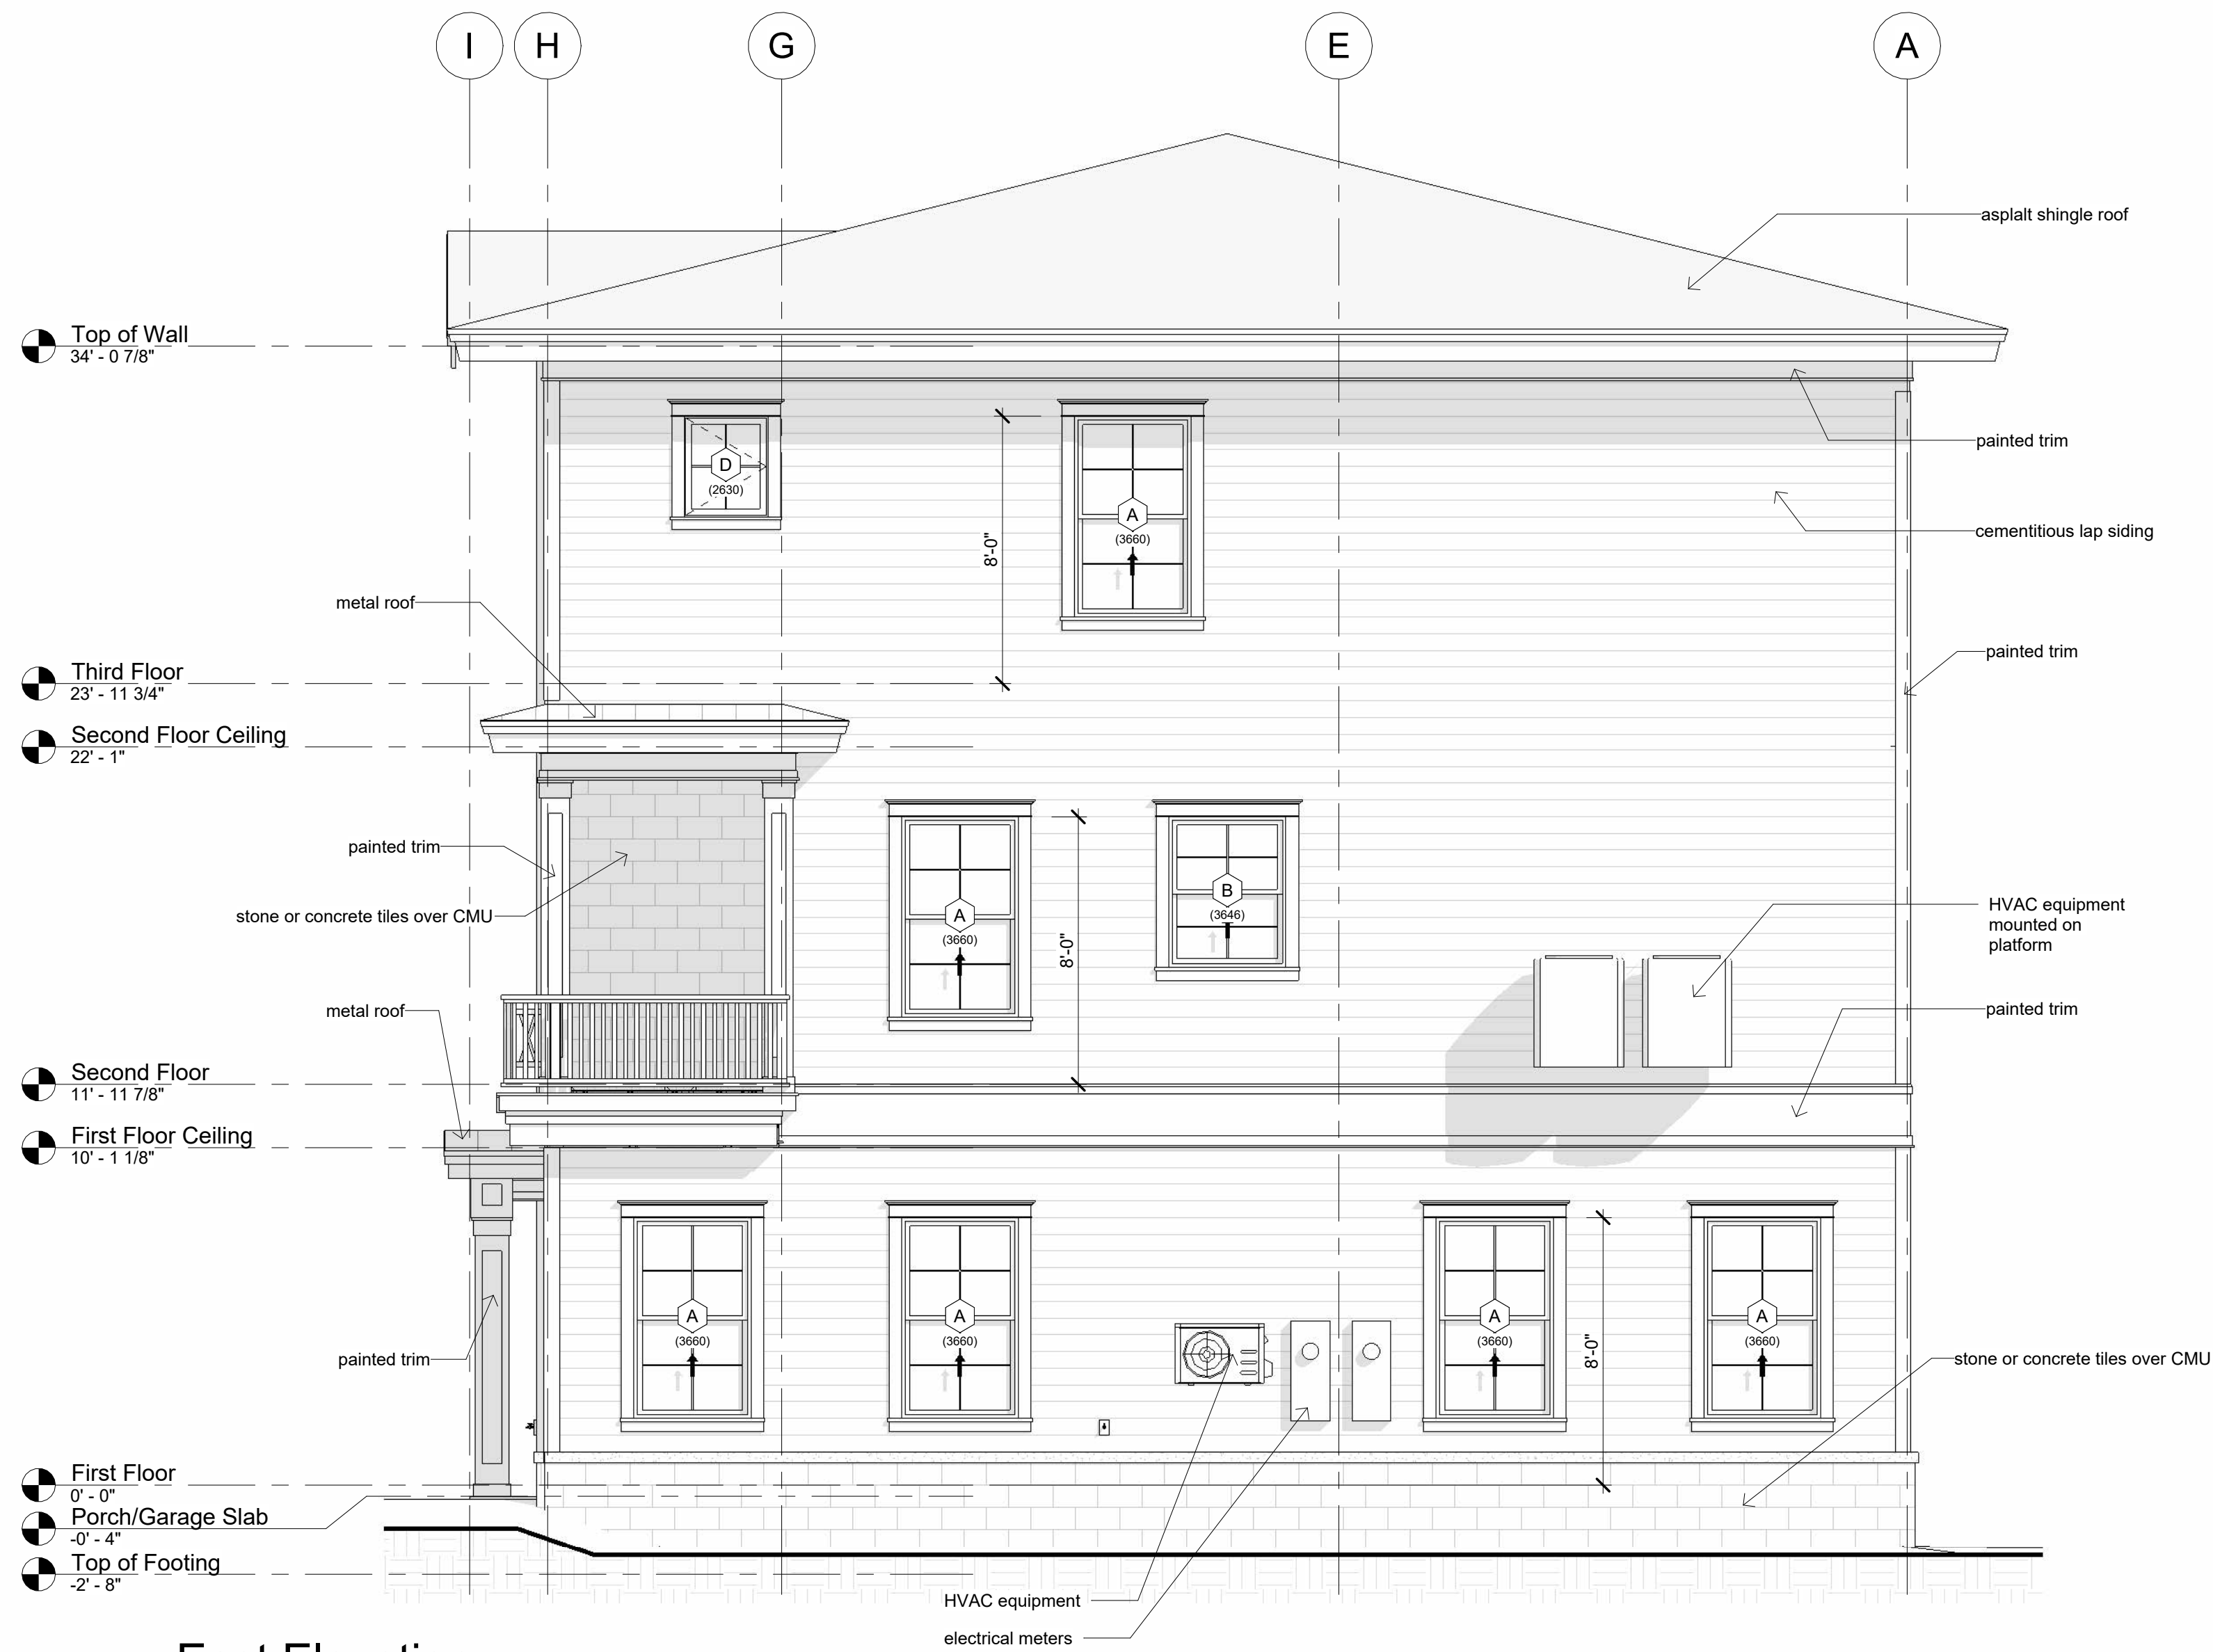 I H G E A
asplalt shingle roof
Top of Wall
34' - 0 7/8"
painted trim
D
(2630)
A
(3660)
8'-0"
cementitious lap siding
metal roof
painted trim
Third Floor
23' - 11 3/4"
Second Floor Ceiling
22' - 1"
painted trim
stone or concrete tiles over CMU
A
(3660)
8'-0"
B
(3646)
HVAC equipment
mounted on
platform
metal roof
painted trim
Second Floor
11' - 11 7/8"
First Floor Ceiling
10' - 1 1/8"
A
(3660)
A
(3660)
A
(3660)
8'-0"
A
(3660)
painted trim
stone or concrete tiles over CMU
First Floor
0' - 0"
Porch/Garage Slab
-0' - 4"
Top of Footing
-2' - 8"
HVAC equipment
electrical meters